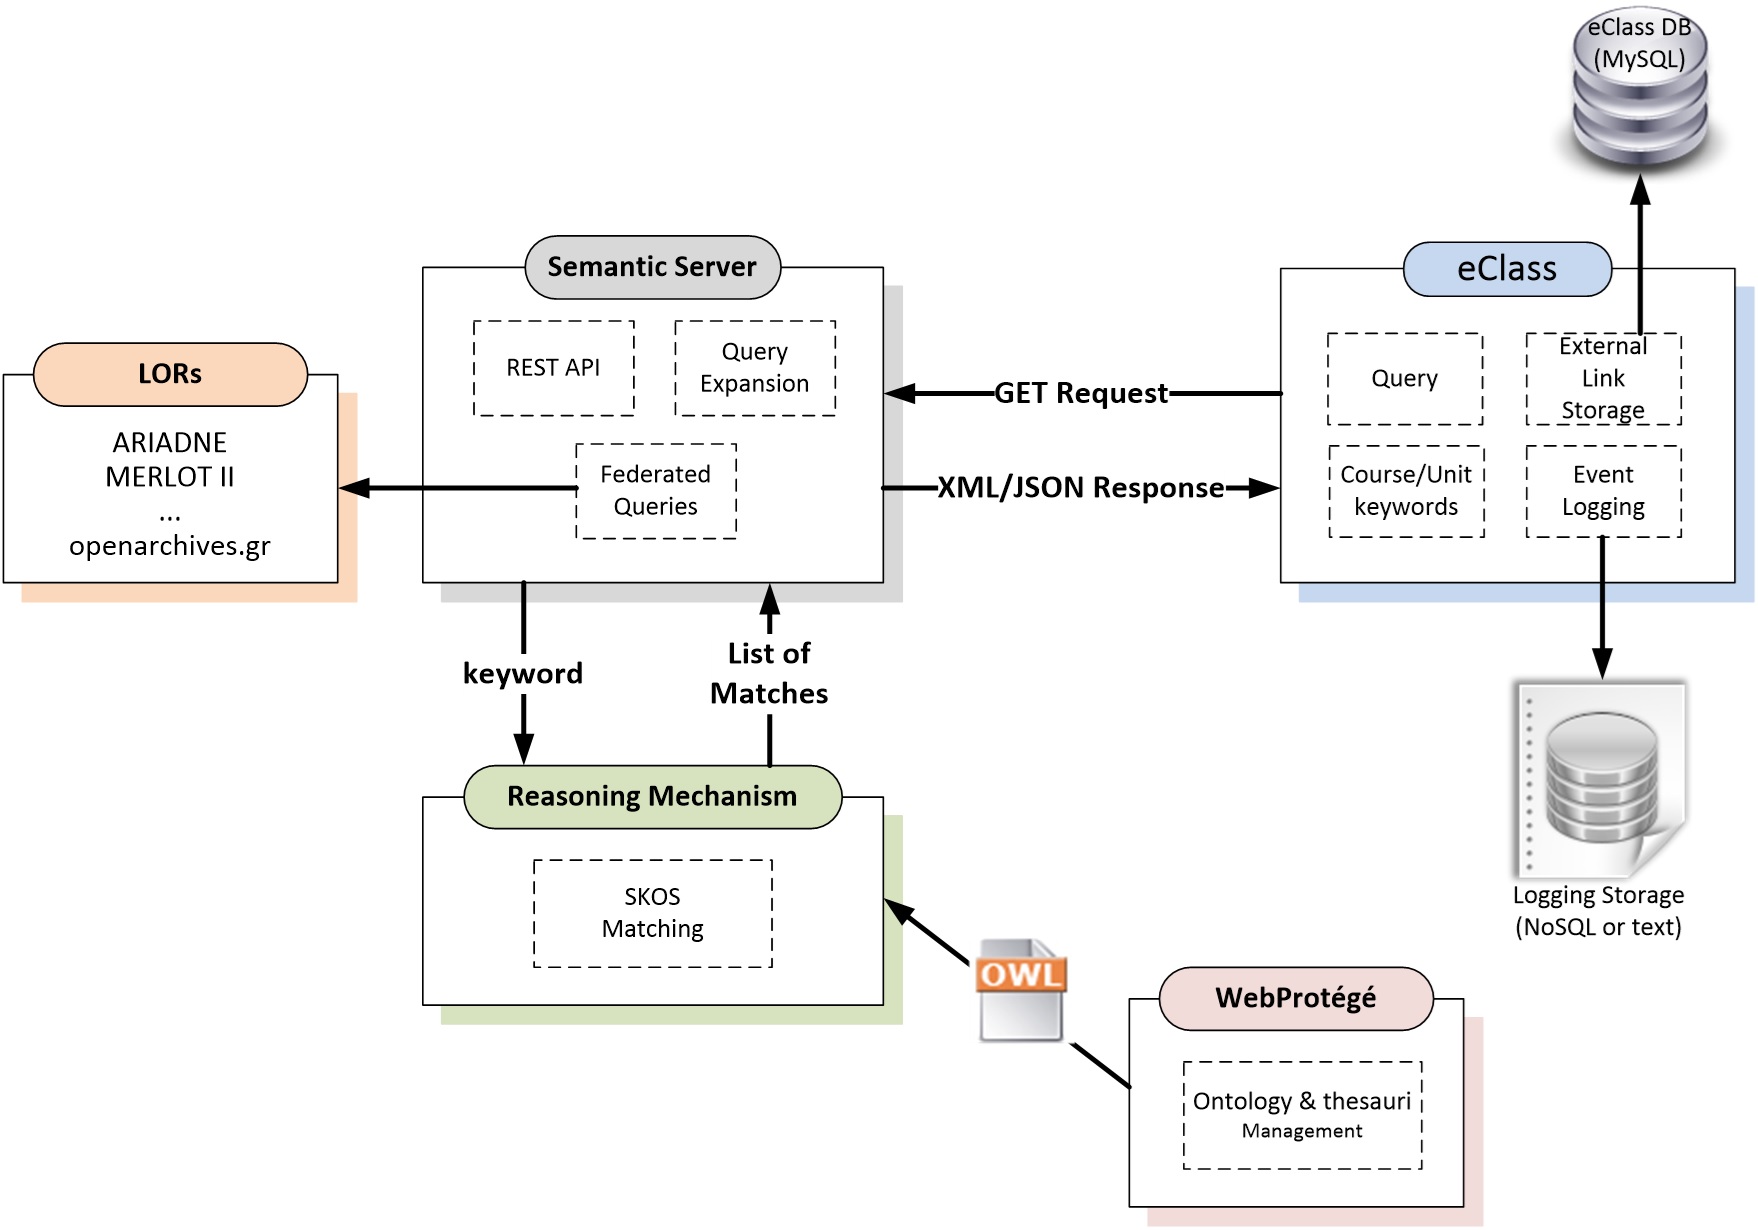 eClass DB
(MySQL)
Semantic Server
REST API
Query
Expansion
Federated
Queries
LORs
ARIADNE
MERLOT II
...
openarchives.gr
GET Request
XML/JSON Response
eClass
Query
External
Link
Storage
Course/Unit
keywords
Event
Logging
keyword
List of
Matches
Reasoning Mechanism
SKOS
Matching
Logging Storage
(NoSQL or text)
OWL
WebProtégé
Ontology & thesauri
Management